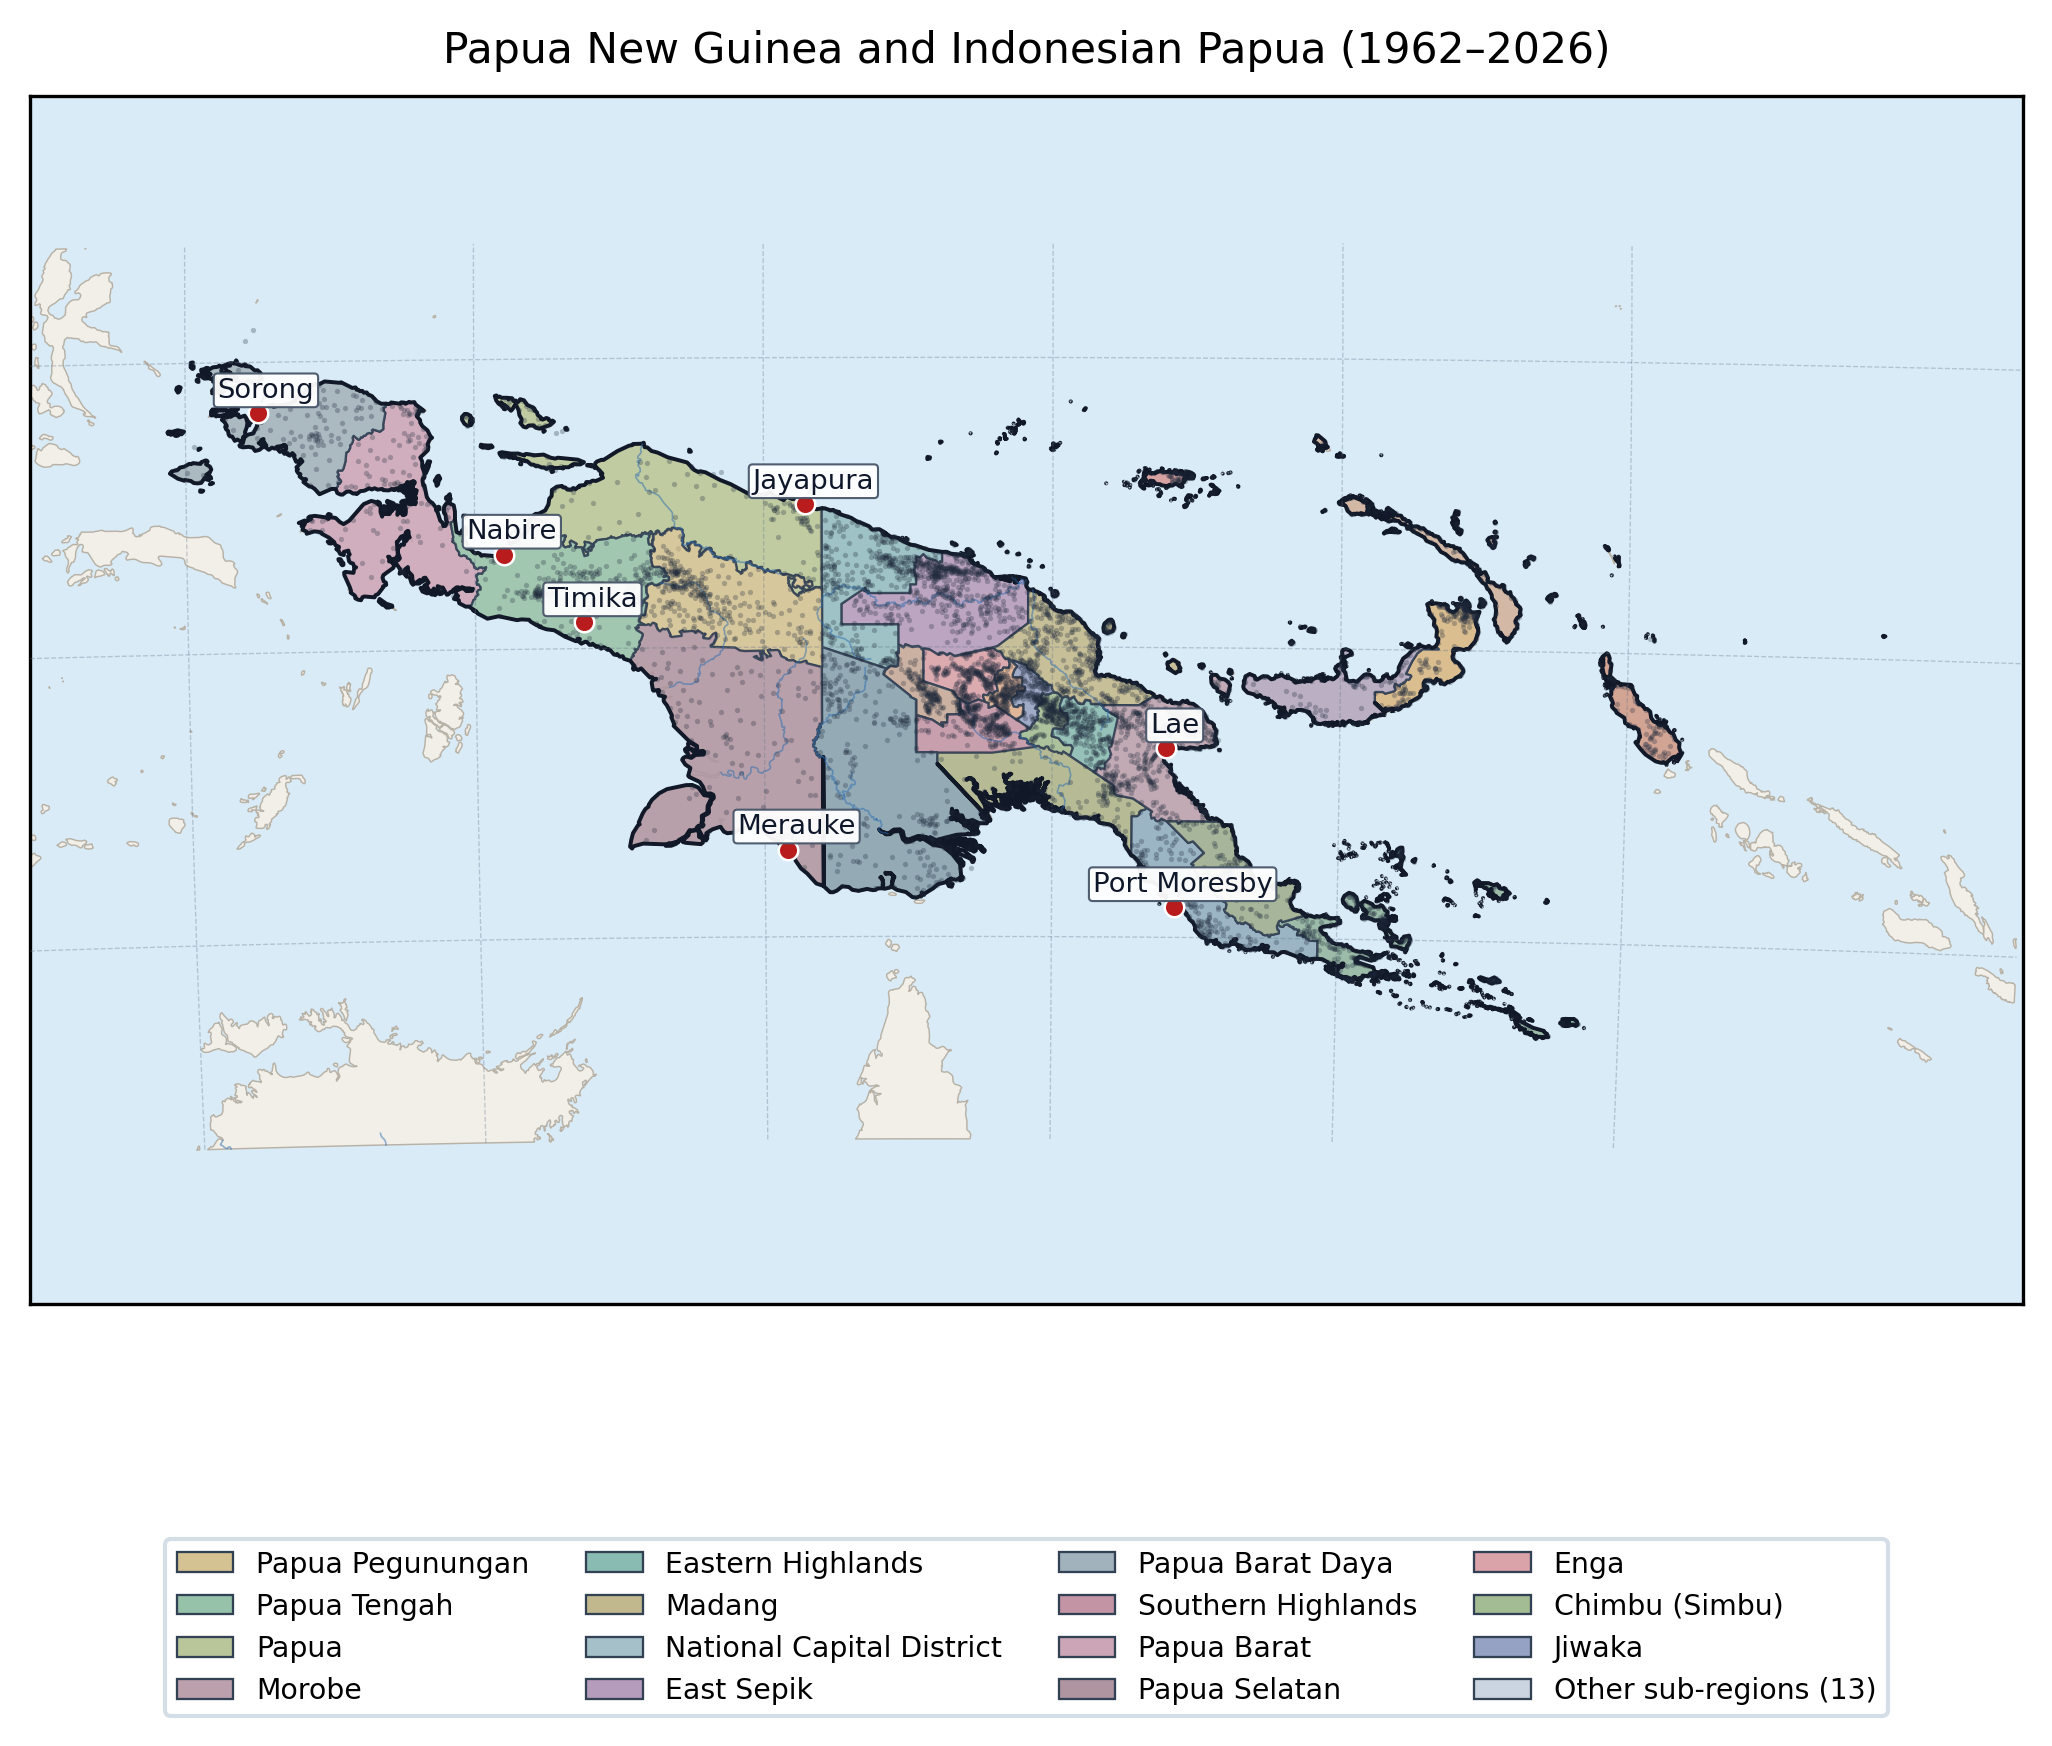 Papua New Guinea and Indonesian Papua (1962–2026)
Sorong
Jayapura
Nabire
Timika
Lae
Merauke
Port Moresby
Papua Pegunungan
Papua Tengah
Papua
Morobe
Eastern Highlands
Madang
National Capital District
East Sepik
Papua Barat Daya
Southern Highlands
Papua Barat
Papua Selatan
Enga
Chimbu (Simbu)
Jiwaka
Other sub-regions (13)